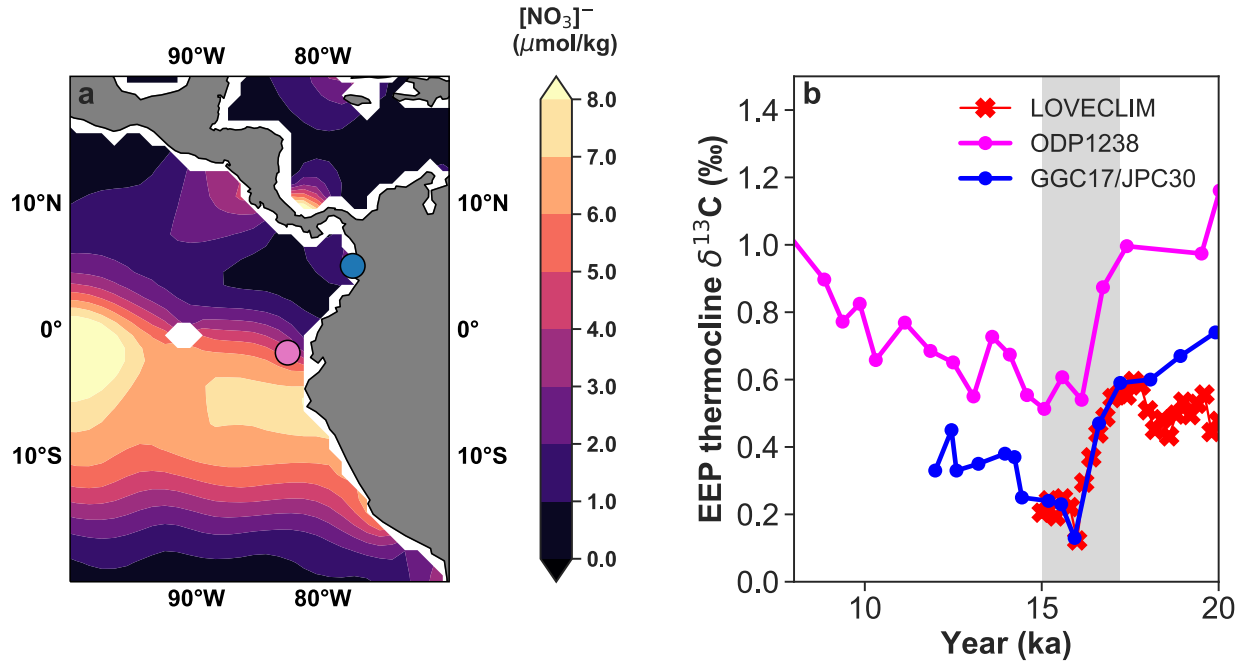 [NO₃]⁻
(μmol/kg)
90°W 80°W
a
10°N 10°N
0° 0°
10°S 10°S
90°W 80°W
8.0
7.0
6.0
5.0
4.0
3.0
2.0
1.0
0.0
b
LOVECLIM
ODP1238
GGC17/JPC30
EEP thermocline δ¹³C (‰)
1.4
1.2
1.0
0.8
0.6
0.4
0.2
0.0
10 15 20
Year (ka)